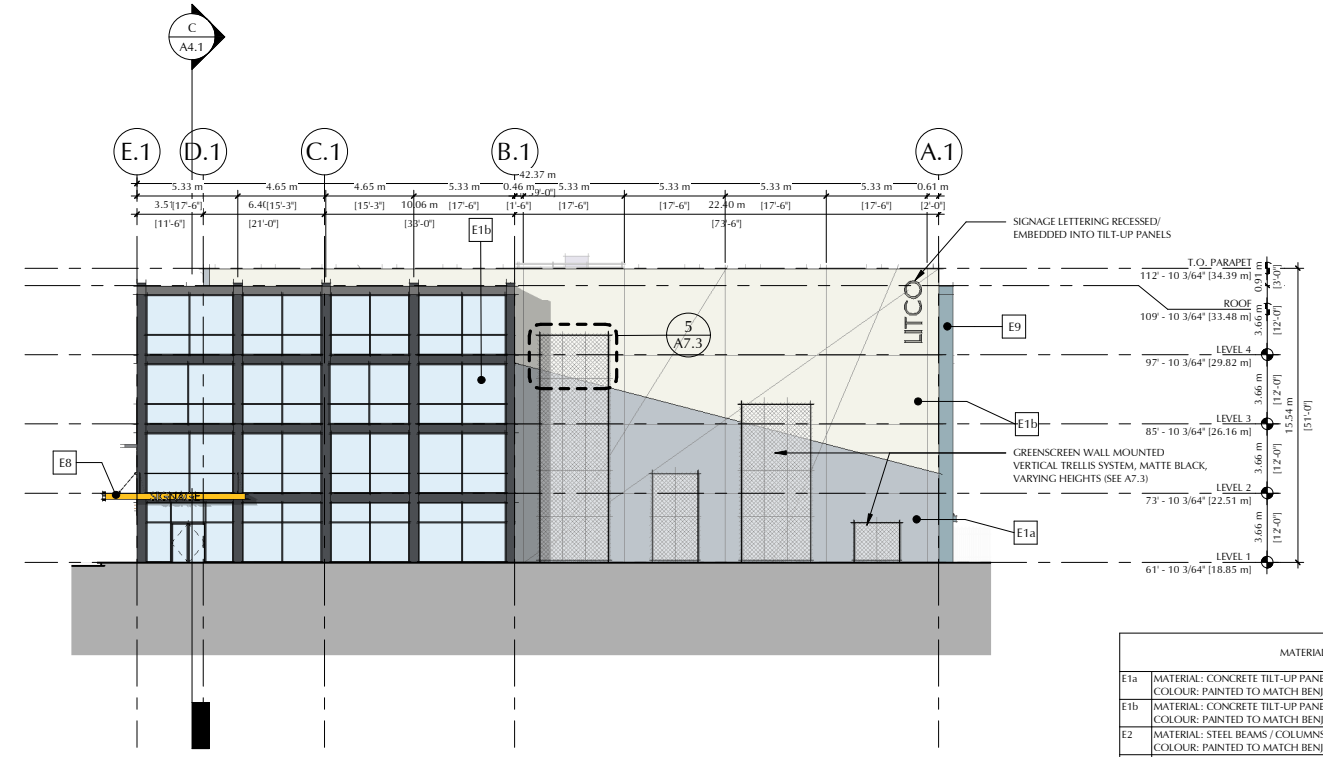 C
A4.1
E.1
D.1
C.1
B.1
A.1
42.37 m
5.33 m
4.65 m
4.65 m
5.33 m
0.46 m
5.33 m
5.33 m
5.33 m
5.33 m
0.61 m
[17'-6"]
[15'-3"]
[15'-3"]
[17'-6"]
[1'-6"]
[17'-6"]
[17'-6"]
[17'-6"]
[17'-6"]
[2'-0"]
10.06 m
22.40 m
[11'-6"]
[21'-0"]
[33'-0"]
[73'-6"]
E1b
SIGNAGE LETTERING RECESSED/
EMBEDDED INTO TILT-UP PANELS
LITCO
5
A7.3
E9
E1b
GREENSCREEN WALL MOUNTED
VERTICAL TRELLIS SYSTEM, MATTE BLACK,
VARYING HEIGHTS (SEE A7.3)
E8
SIGNAGE
E1a
T.O. PARAPET
112' - 10 3/64" [34.39 m]
ROOF
109' - 10 3/64" [33.48 m]
LEVEL 4
97' - 10 3/64" [29.82 m]
LEVEL 3
85' - 10 3/64" [26.16 m]
LEVEL 2
73' - 10 3/64" [22.51 m]
LEVEL 1
61' - 10 3/64" [18.85 m]
0.91 m
[3'-0"]
3.66 m
[12'-0"]
3.66 m
[12'-0"]
3.66 m
[12'-0"]
3.66 m
[12'-0"]
15.54 m
[51'-0"]
MATERIAL
E1a MATERIAL: CONCRETE TILT-UP PANE
COLOUR: PAINTED TO MATCH BENJ
E1b MATERIAL: CONCRETE TILT-UP PANE
COLOUR: PAINTED TO MATCH BENJ
E2 MATERIAL: STEEL BEAMS / COLUMNS
COLOUR: PAINTED TO MATCH BENJ